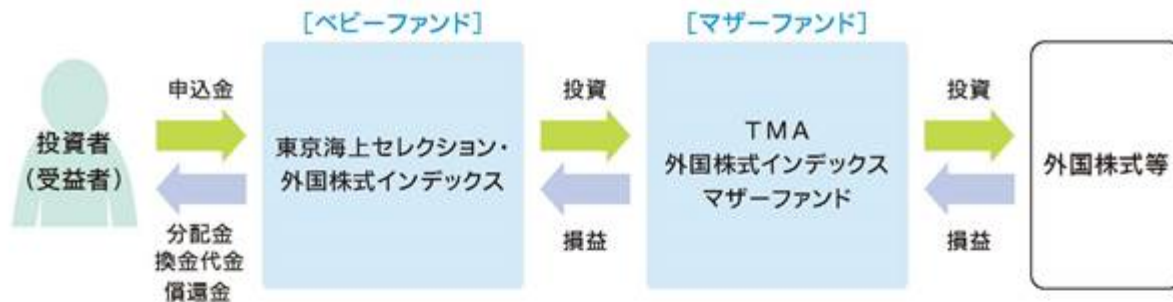 [ベビーファンド]
[マザーファンド]
投資者
(受益者)
申込金
分配金
換金代金
償還金
東京海上セレクション・
外国株式インデックス
投資
損益
TMA
外国株式インデックス
マザーファンド
投資
損益
外国株式等